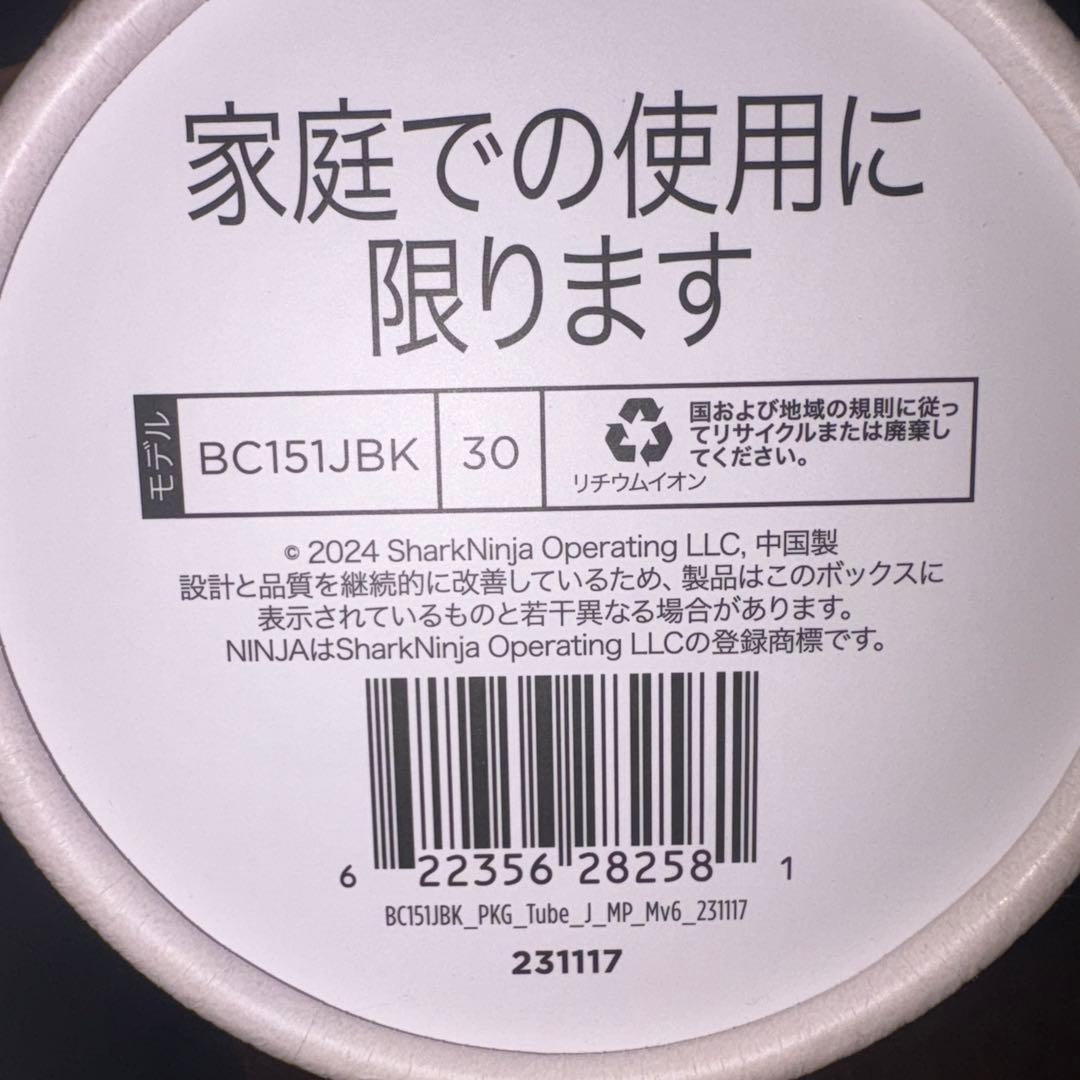 家庭での使用に
限ります
モデル
BC151JBK
30
リチウムイオン
国および地域の規則に従っ
てリサイクルまたは廃棄し
てください。
© 2024 SharkNinja Operating LLC, 中国製
設計と品質を継続的に改善しているため、製品はこのボックスに
表示されているものと若干異なる場合があります。
NINJAはSharkNinja Operating LLCの登録商標です。
6 22356 28258 1
BC151JBK_PKG_Tube_J_MP_Mv6_231117
231117